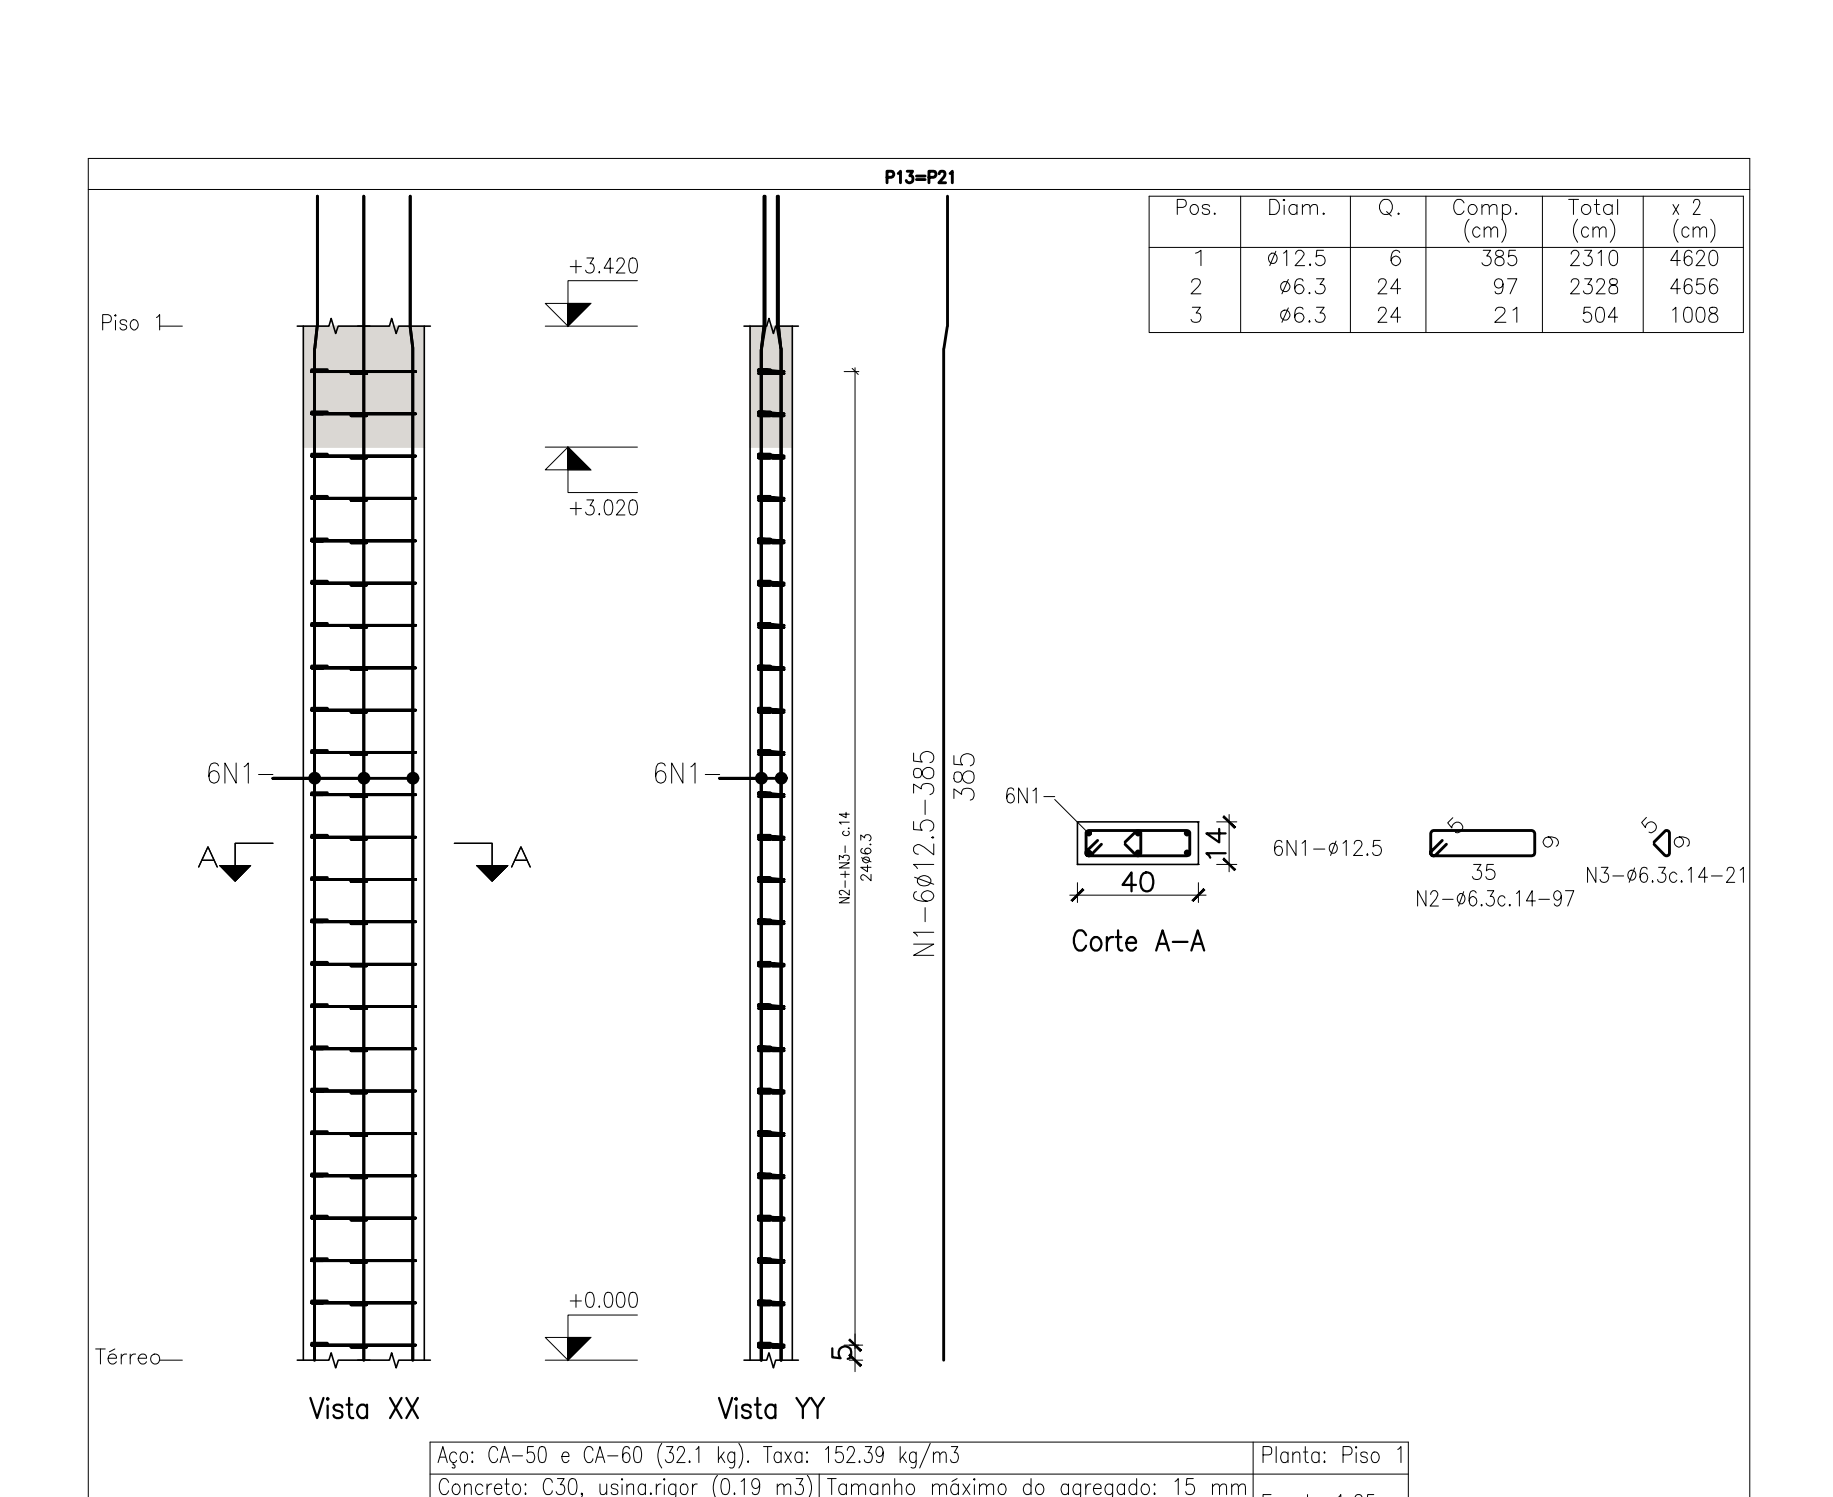 P13=P21
Pos. Diam. Q. Comp. (cm) Total (cm) x 2 (cm)
1 ø12.5 6 385 2310 4620
2 ø6.3 24 97 2328 4656
3 ø6.3 24 21 504 1008
+3.420
Piso 1
+3.020
6N1
6N1
N2-+N3- c.14
24ø6.3
N1-6ø12.5-385
385
6N1
14
40
Corte A-A
6N1-ø12.5
5
9
35
N2-ø6.3c.14-97
5
9
N3-ø6.3c.14-21
A
A
+0.000
5
Térreo
Vista XX
Vista YY
Aço: CA-50 e CA-60 (32.1 kg). Taxa: 152.39 kg/m3
Planta: Piso 1
Concreto: C30, usina.rigor (0.19 m3)
Tamanho máximo do agregado: 15 mm